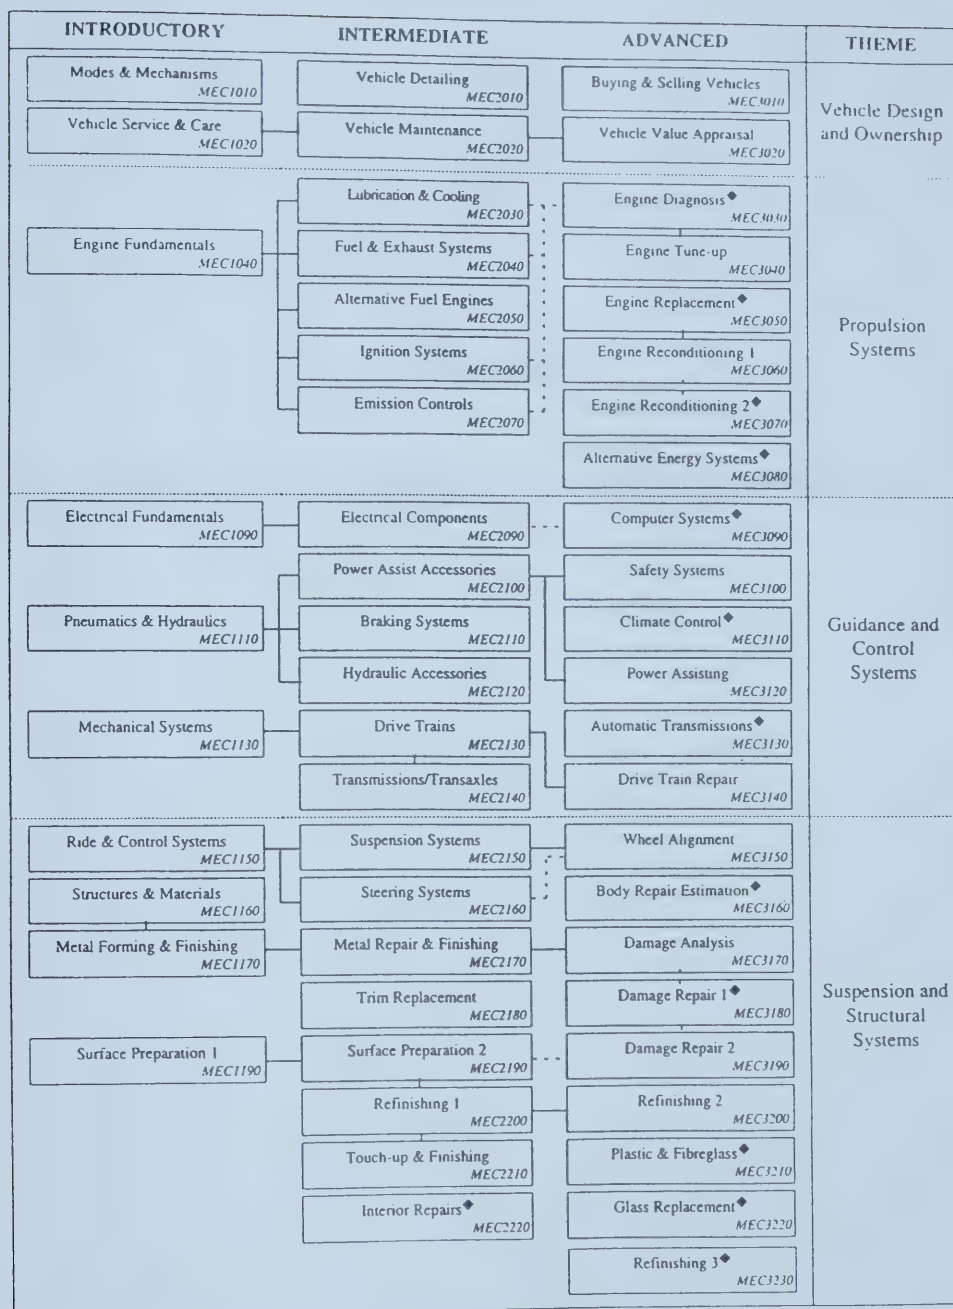 INTRODUCTORY INTERMEDIATE ADVANCED THEME
Modes & Mechanisms
MEC1010
Vehicle Detailing
MEC2010
Buying & Selling Vehicles
MEC3010
Vehicle Design
and Ownership
Vehicle Service & Care
MEC1020
Vehicle Maintenance
MEC2020
Vehicle Value Appraisal
MEC3020
Lubrication & Cooling
MEC2030
Engine Diagnosis◆
MEC3030
Engine Fundamentals
MEC1040
Fuel & Exhaust Systems
MEC2040
Engine Tune-up
MEC3040
Alternative Fuel Engines
MEC2050
Engine Replacement◆
MEC3050
Propulsion
Systems
Ignition Systems
MEC2060
Engine Reconditioning 1
MEC3060
Emission Controls
MEC2070
Engine Reconditioning 2◆
MEC3070
Alternative Energy Systems◆
MEC3080
Electrical Fundamentals
MEC1090
Electrical Components
MEC2090
Computer Systems◆
MEC3090
Power Assist Accessories
MEC2100
Safety Systems
MEC3100
Pneumatics & Hydraulics
MEC1110
Braking Systems
MEC2110
Climate Control◆
MEC3110
Guidance and
Control
Systems
Hydraulic Accessories
MEC2120
Power Assisting
MEC3120
Mechanical Systems
MEC1130
Drive Trains
MEC2130
Automatic Transmissions◆
MEC3130
Transmissions/Transaxles
MEC2140
Drive Train Repair
MEC3140
Ride & Control Systems
MEC1150
Suspension Systems
MEC2150
Wheel Alignment
MEC3150
Structures & Materials
MEC1160
Steering Systems
MEC2160
Body Repair Estimation◆
MEC3160
Metal Forming & Finishing
MEC1170
Metal Repair & Finishing
MEC2170
Damage Analysis
MEC3170
Trim Replacement
MEC2180
Damage Repair 1◆
MEC3180
Suspension and
Structural
Systems
Surface Preparation 1
MEC1190
Surface Preparation 2
MEC2190
Damage Repair 2
MEC3190
Refinishing 1
MEC2200
Refinishing 2
MEC3200
Touch-up & Finishing
MEC2210
Plastic & Fibreglass◆
MEC3210
Interior Repairs◆
MEC2220
Glass Replacement◆
MEC3220
Refinishing 3◆
MEC3230